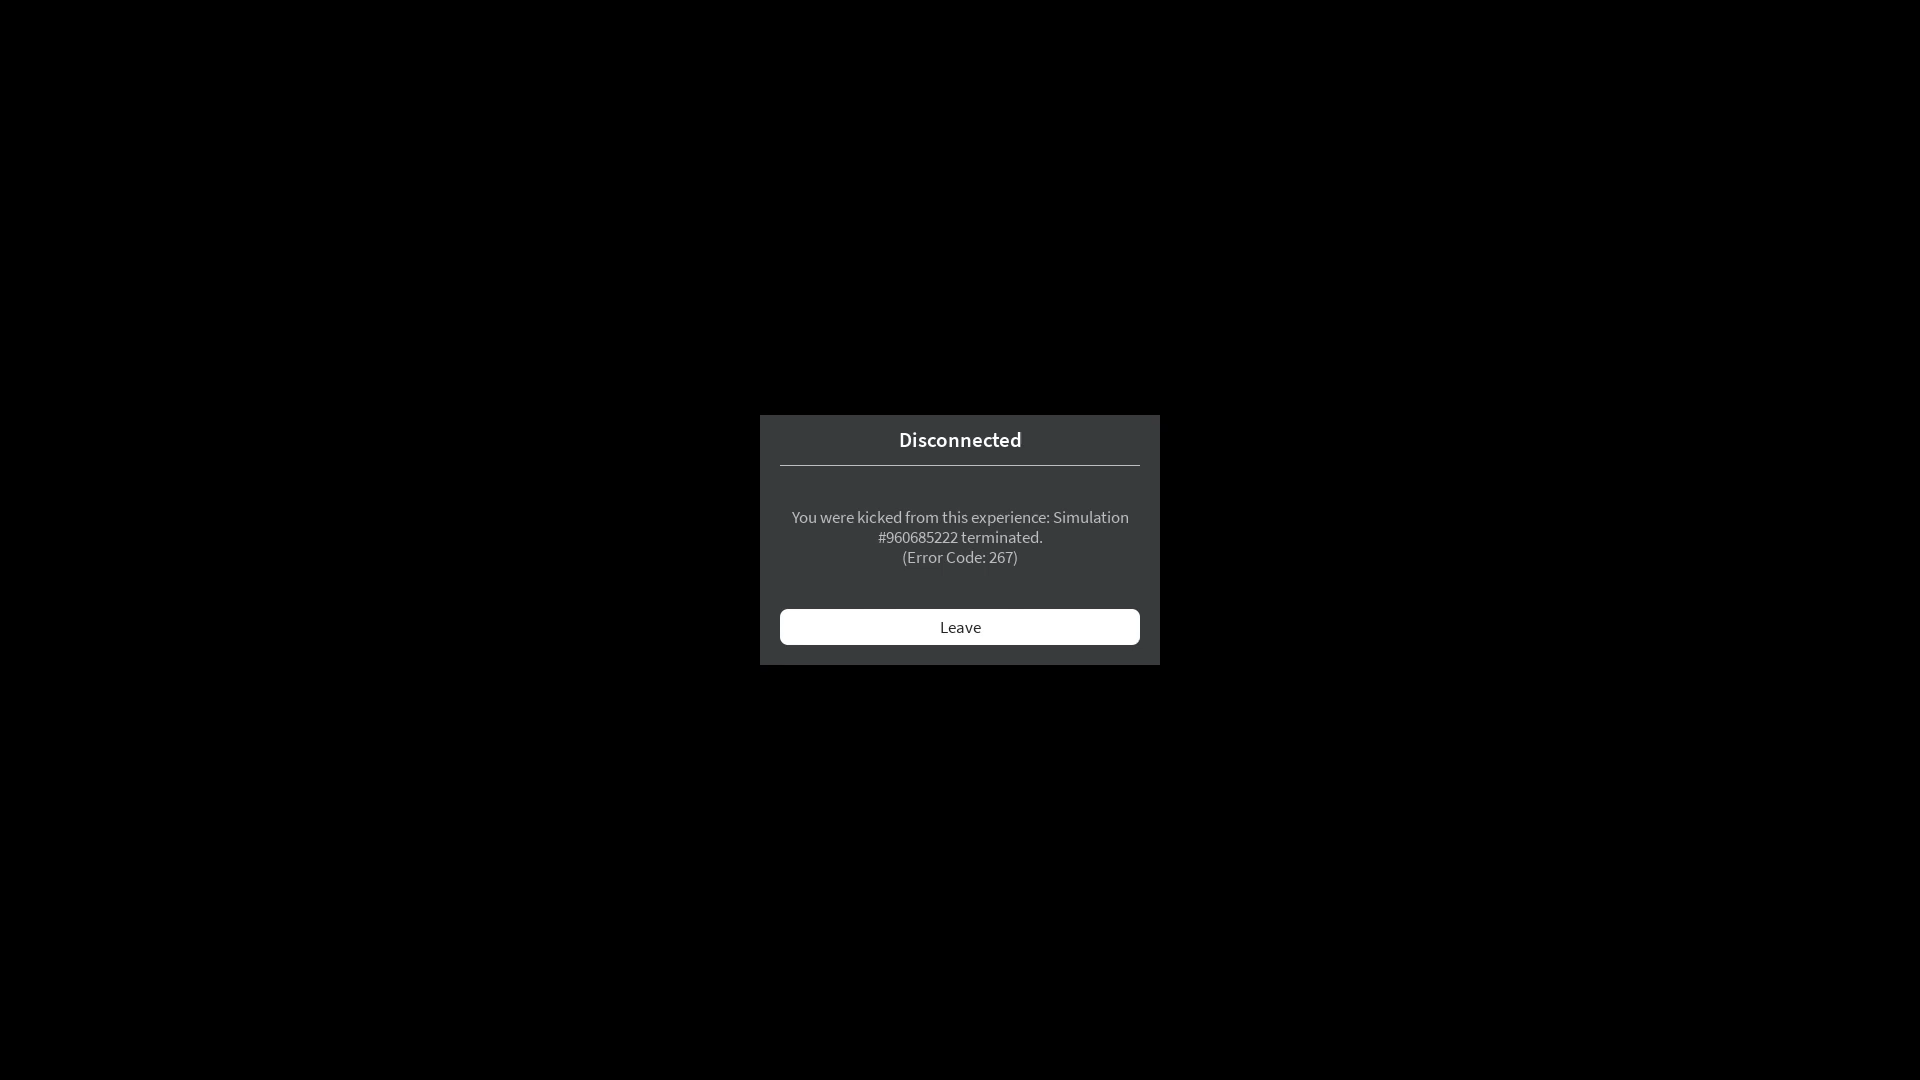 Disconnected
You were kicked from this experience: Simulation
#960685222 terminated.
(Error Code: 267)
Leave